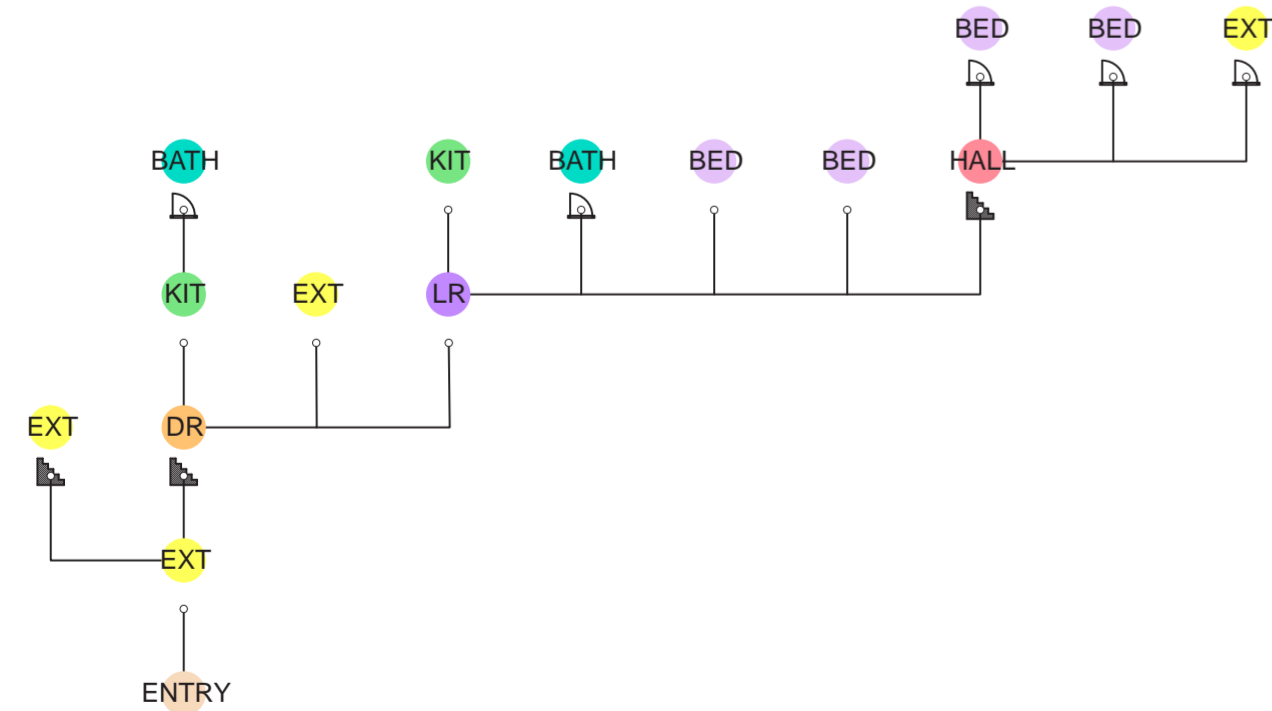 BED BED EXT
BATH KIT BATH BED BED HALL
KIT EXT LR
EXT DR
EXT
ENTRY